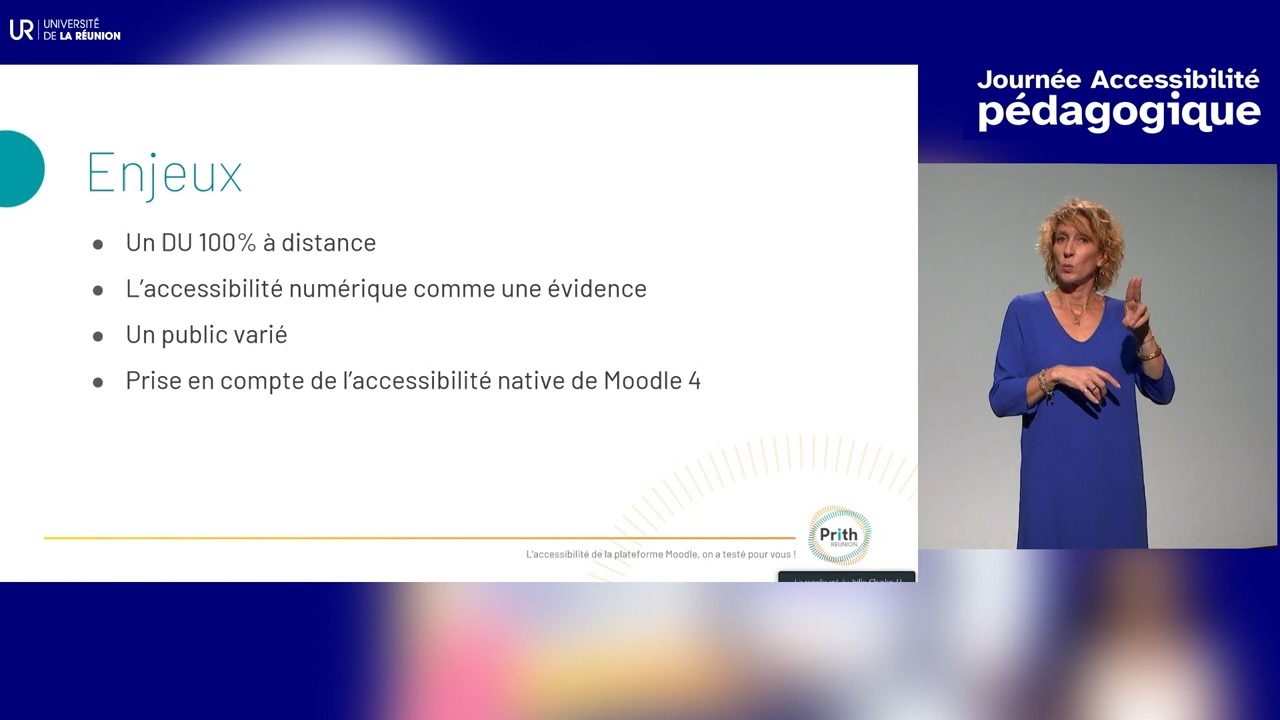 UR UNIVERSITÉ
DE LA RÉUNION
Journée Accessibilité
pédagogique
Enjeux
● Un DU 100% à distance
● L’accessibilité numérique comme une évidence
● Un public varié
● Prise en compte de l’accessibilité native de Moodle 4
L’accessibilité de la plateforme Moodle, on a testé pour vous !
Prith
RÉUNION